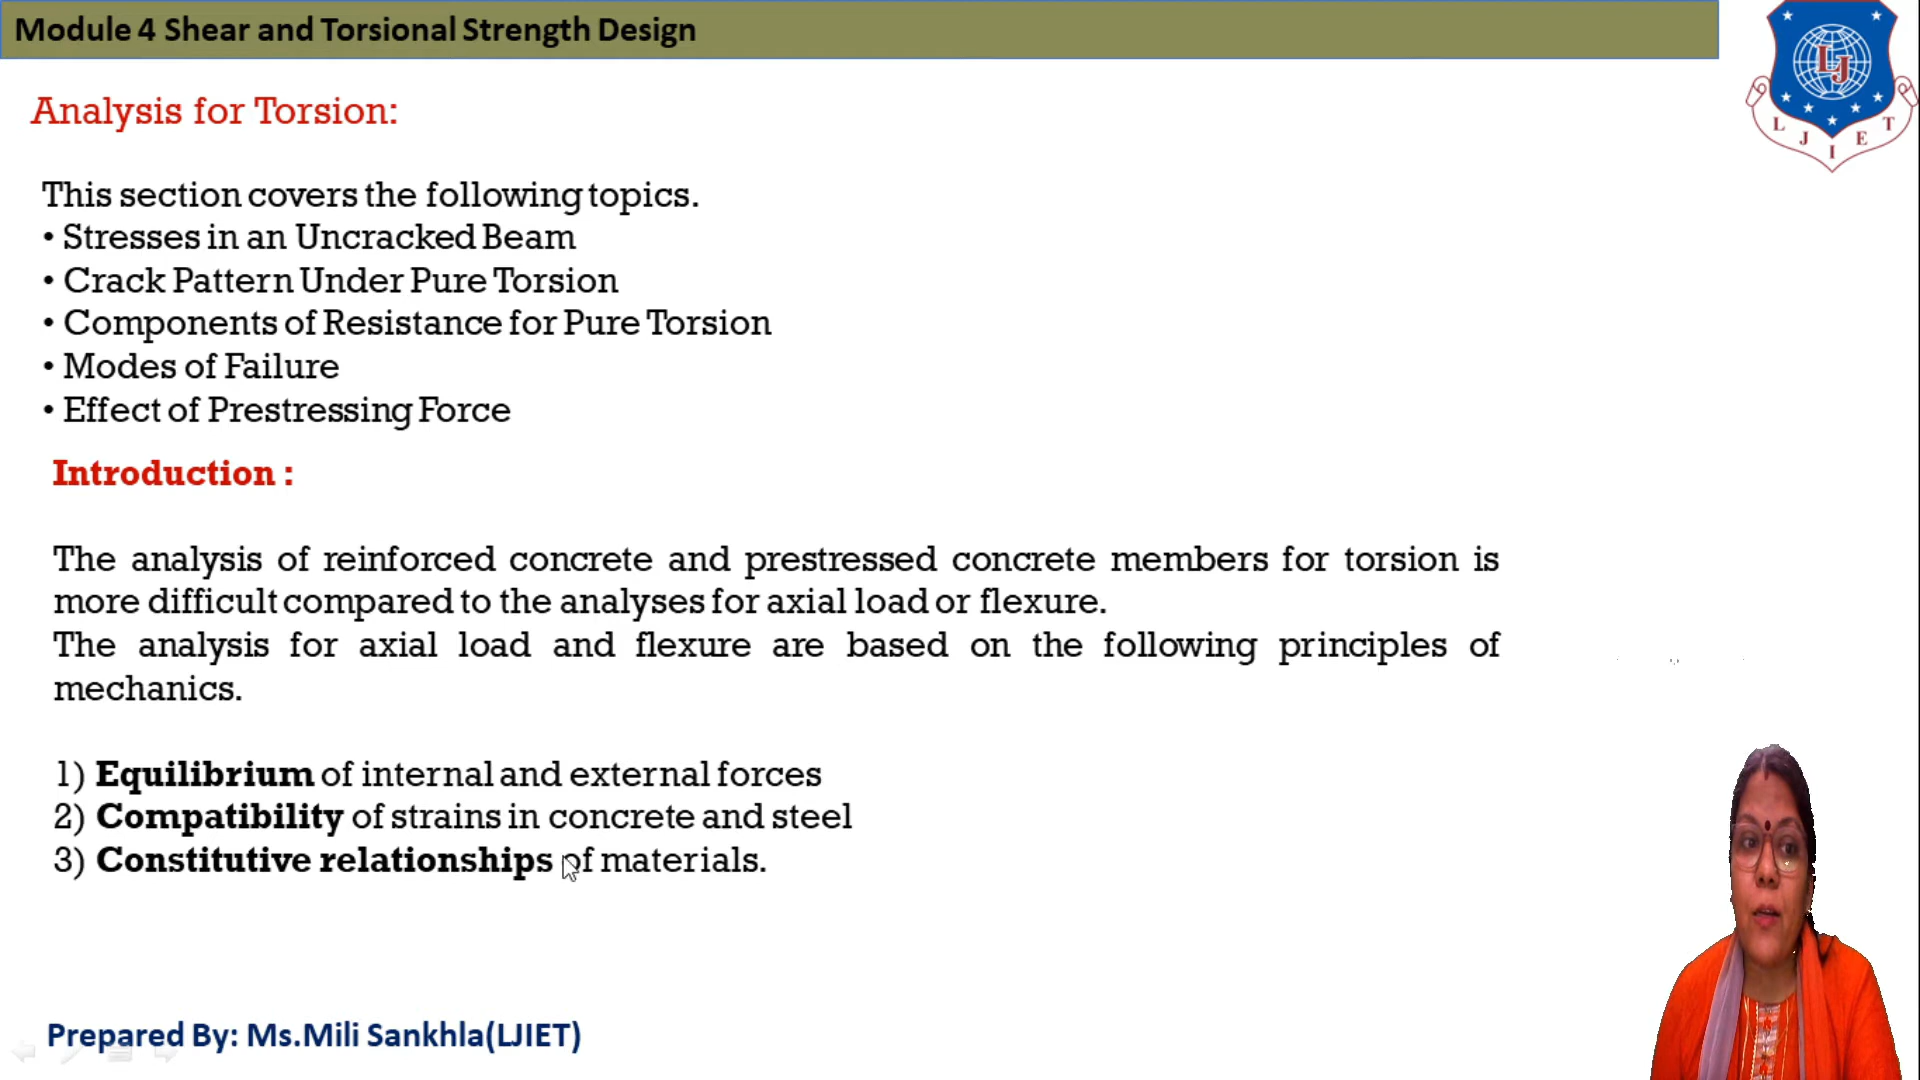 Module 4 Shear and Torsional Strength Design
LJ
L J I E T
Analysis for Torsion:
This section covers the following topics.
• Stresses in an Uncracked Beam
• Crack Pattern Under Pure Torsion
• Components of Resistance for Pure Torsion
• Modes of Failure
• Effect of Prestressing Force
Introduction :
The analysis of reinforced concrete and prestressed concrete members for torsion is
more difficult compared to the analyses for axial load or flexure.
The analysis for axial load and flexure are based on the following principles of
mechanics.
1) Equilibrium of internal and external forces
2) Compatibility of strains in concrete and steel
3) Constitutive relationships of materials.
Prepared By: Ms.Mili Sankhla(LJIET)